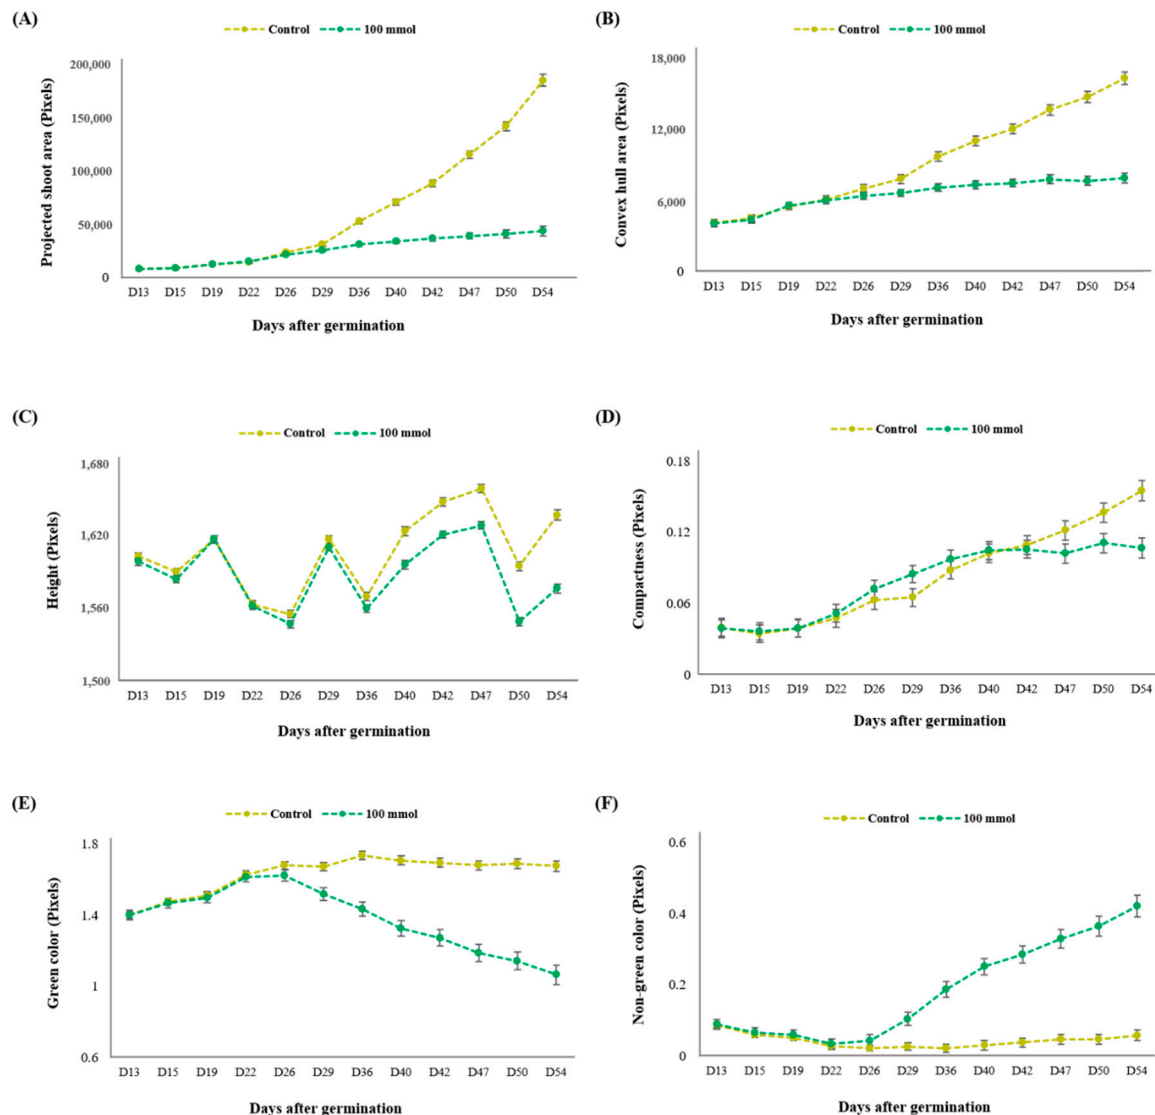 (A)
Control 100 mmol
Projected shoot area (Pixels)
200,000
150,000
100,000
50,000
0
D13 D15 D19 D22 D26 D29 D36 D40 D42 D47 D50 D54
Days after germination
(B)
Control 100 mmol
Convex hull area (Pixels)
18,000
12,000
6,000
0
D13 D15 D19 D22 D26 D29 D36 D40 D42 D47 D50 D54
Days after germination
(C)
Control 100 mmol
Height (Pixels)
1,680
1,620
1,560
1,500
D13 D15 D19 D22 D26 D29 D36 D40 D42 D47 D50 D54
Days after germination
(D)
Control 100 mmol
Compactness (Pixels)
0.18
0.12
0.06
0
D13 D15 D19 D22 D26 D29 D36 D40 D42 D47 D50 D54
Days after germination
(E)
Control 100 mmol
Green color (Pixels)
1.8
1.4
1
0.6
D13 D15 D19 D22 D26 D29 D36 D40 D42 D47 D50 D54
Days after germination
(F)
Control 100 mmol
Non-green color (Pixels)
0.6
0.4
0.2
0
D13 D15 D19 D22 D26 D29 D36 D40 D42 D47 D50 D54
Days after germination